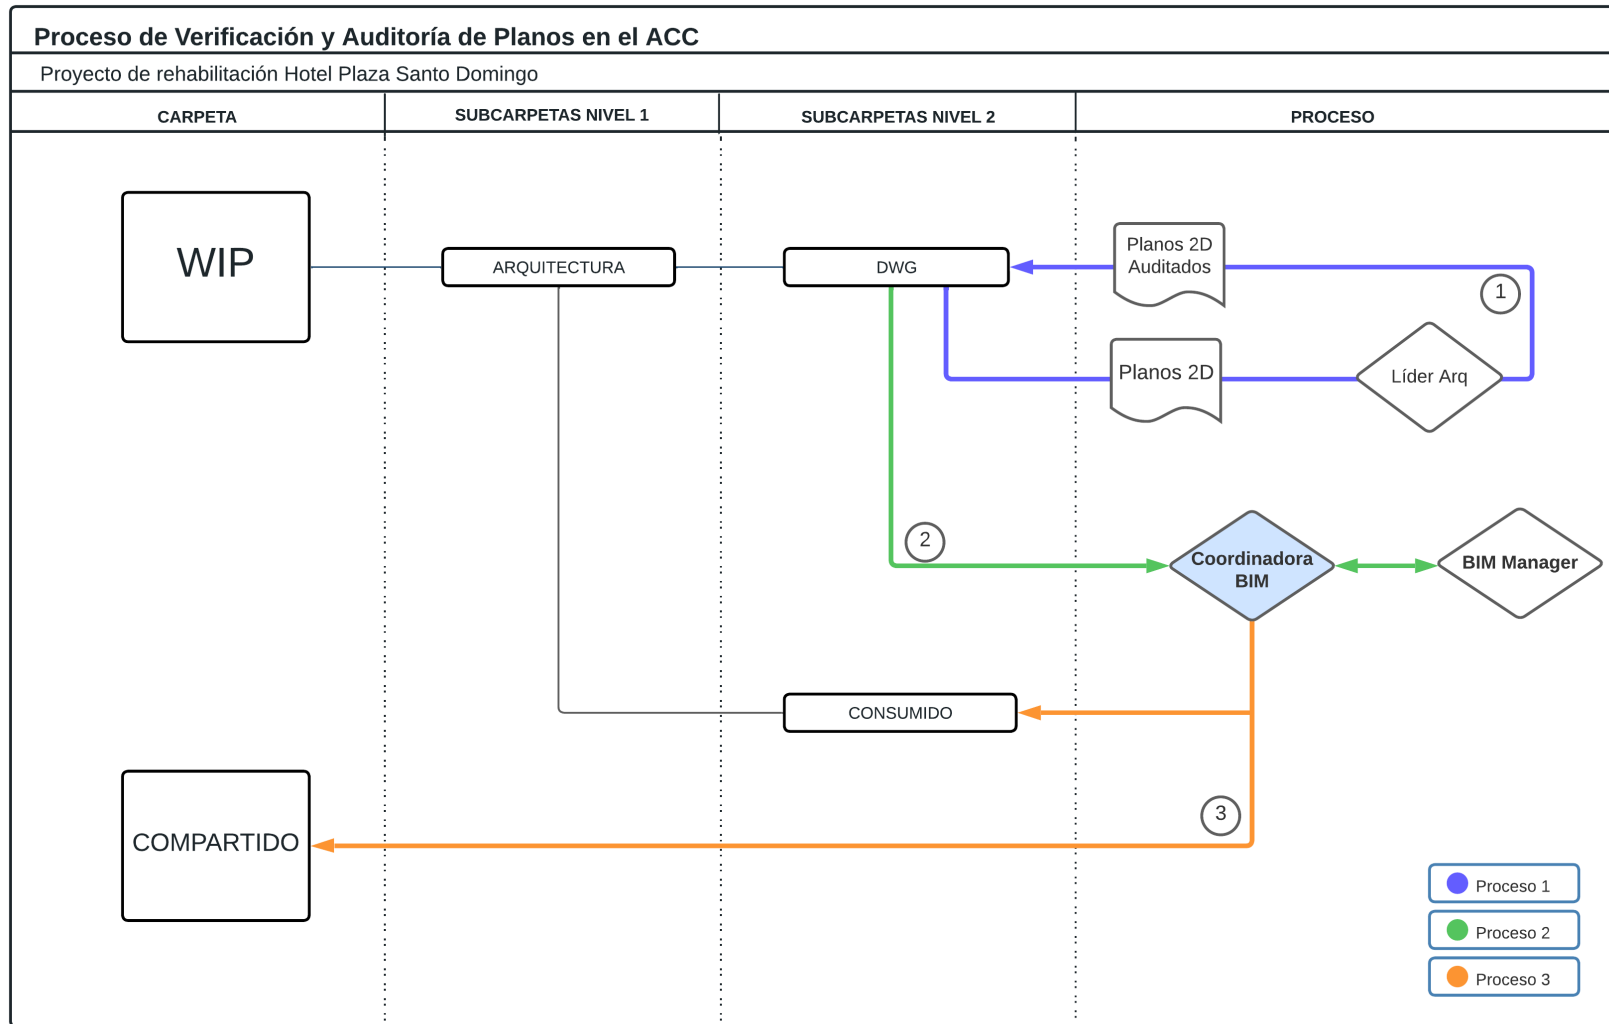 Proceso de Verificación y Auditoría de Planos en el ACC
Proyecto de rehabilitación Hotel Plaza Santo Domingo
CARPETA
SUBCARPETAS NIVEL 1
SUBCARPETAS NIVEL 2
PROCESO
WIP
ARQUITECTURA
DWG
Planos 2D
Auditados
1
Planos 2D
Líder Arq
2
Coordinadora
BIM
BIM Manager
CONSUMIDO
3
COMPARTIDO
Proceso 1
Proceso 2
Proceso 3